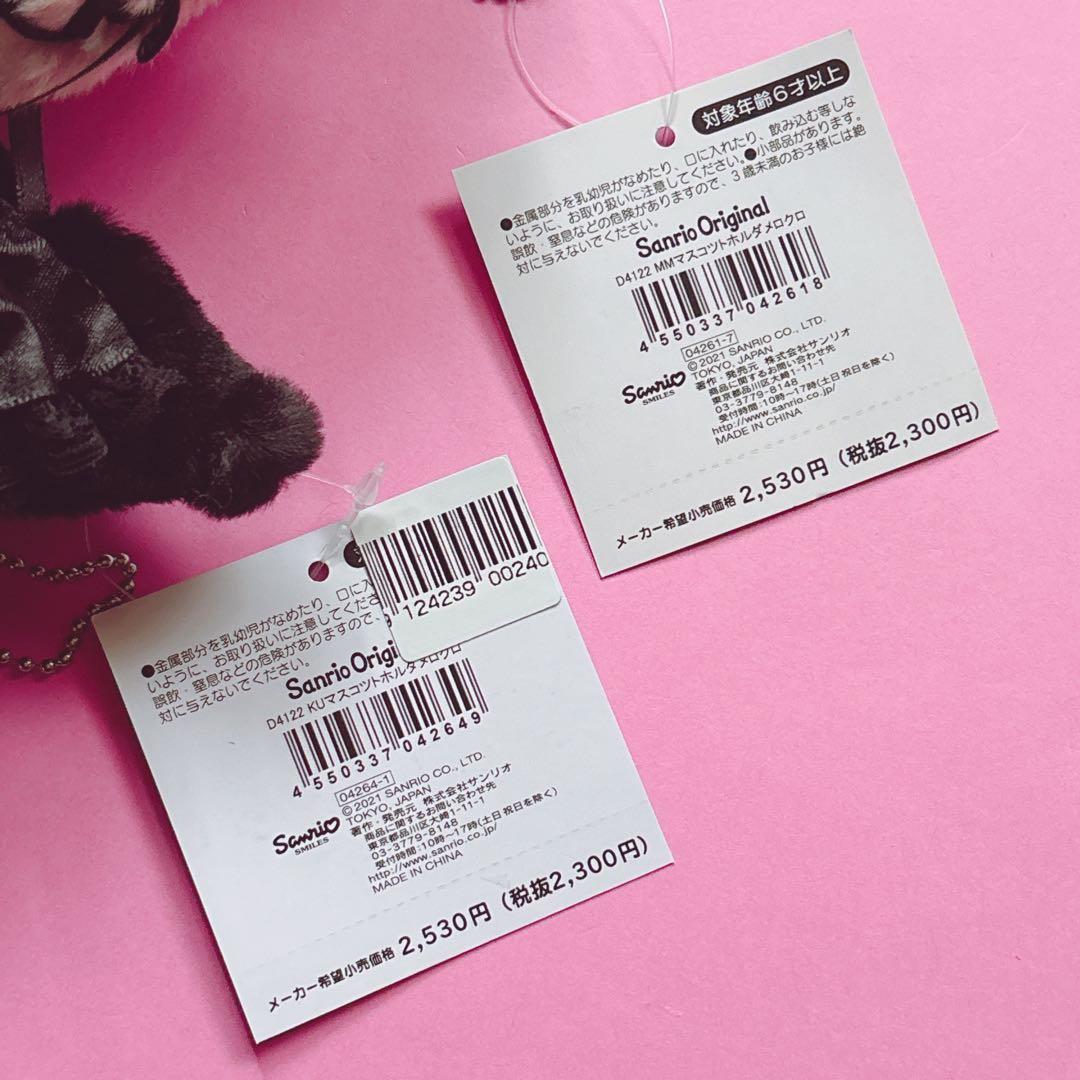 対象年齢6才以上
●金属部分を乳幼児がなめたり、口に入れたり、飲み込む等しな
いように、お取り扱いに注意してください。●小部品があります。
誤飲・窒息などの危険がありますので、3歳未満のお子様には絶
対に与えないでください。
Sanrio Original
D4122 MMマスコツトホルダメロクロ
4 550337 042618
04261-7
© 2021 SANRIO CO., LTD.
TOKYO, JAPAN
著作・発売元 株式会社サンリオ
商品に関するお問い合わせ先
東京都品川区大崎1-11-1
03-3779-8148
受付時間:10時〜17時(土日祝日を除く)
http://www.sanrio.co.jp/
MADE IN CHINA
Sanrio
SMILES
メーカー希望小売価格 2,530円 (税抜2,300円)
124239 00240
●金属部分を乳幼児がなめたり、口に入
いように、お取り扱いに注意してくださ
誤飲・窒息などの危険がありますので、
対に与えないでください。
Sanrio Origi
D4122 KUマスコツトホルダメロクロ
4 550337 042649
04264-1
© 2021 SANRIO CO., LTD.
TOKYO, JAPAN
著作・発売元 株式会社サンリオ
商品に関するお問い合わせ先
東京都品川区大崎1-11-1
03-3779-8148
受付時間:10時〜17時(土日祝日を除く)
http://www.sanrio.co.jp/
MADE IN CHINA
Sanrio
SMILES
メーカー希望小売価格 2,530円 (税抜2,300円)